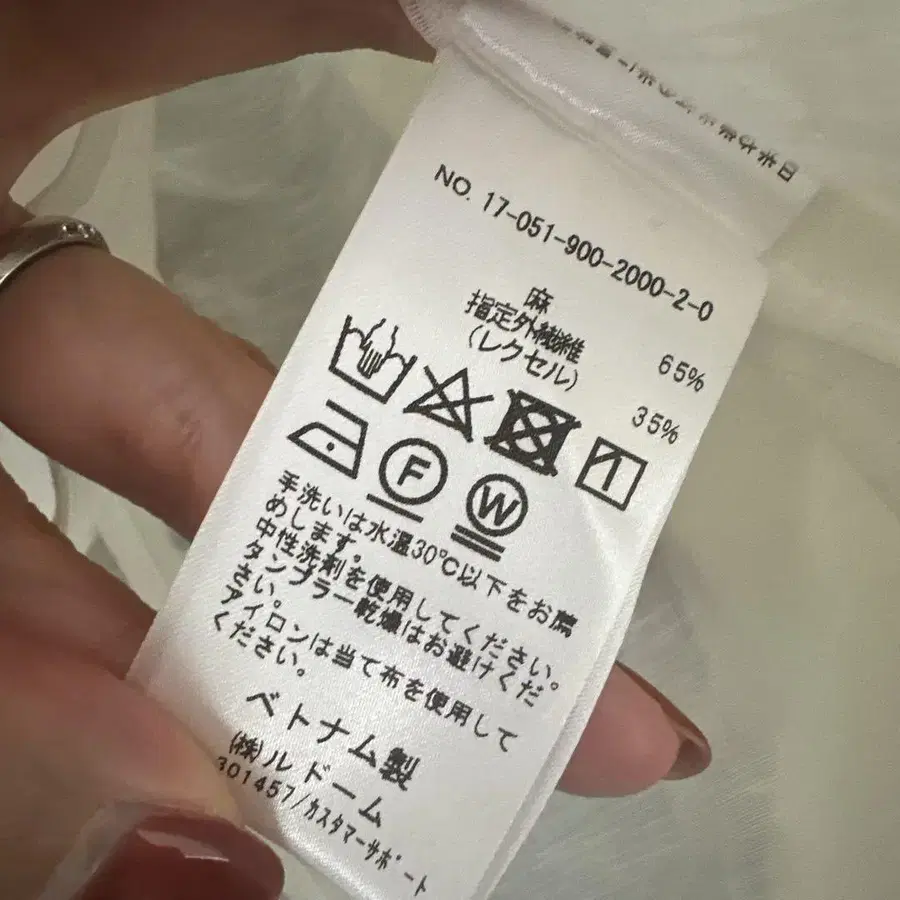 NO. 17-051-900-2000-2-0
麻 65%
指定外繊維
(レクセル) 35%
F W
手洗いは水温30℃以下をお薦
めします。
中性洗剤を使用してください。
タンブラー乾燥はお避けくだ
さい。
アイロンは当て布を使用して
ください。
ベトナム製
(株)ルドーム
301457/カスタマーサポート